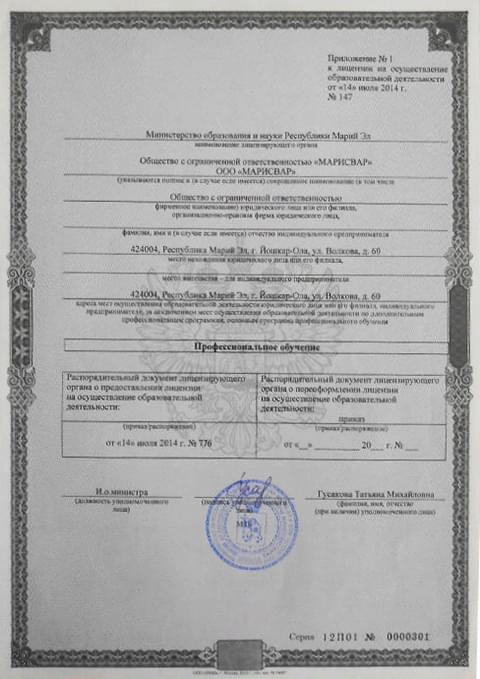 Приложение № 1
к лицензии на осуществление
образовательной деятельности
от «14» июля 2014 г.
№ 147
Министерство образования и науки Республики Марий Эл
наименование лицензирующего органа
Общество с ограниченной ответственностью «МАРИСВАР»
ООО «МАРИСВАР»
(указываются полное и (в случае если имеется) сокращенное наименование (в том числе
Общество с ограниченной ответственностью
фирменное наименование) юридического лица или его филиала,
организационно-правовая форма юридического лица,
фамилия, имя и (в случае если имеется) отчество индивидуального предпринимателя
424004, Республика Марий Эл, г. Йошкар-Ола, ул. Волкова, д. 60
место нахождения юридического лица или его филиала,
место жительства – для индивидуального предпринимателя
424004, Республика Марий Эл, г. Йошкар-Ола, ул. Волкова, д. 60
адреса мест осуществления образовательной деятельности юридического лица или его филиала, индивидуального
предпринимателя, за исключением мест осуществления образовательной деятельности по дополнительным
профессиональным программам, основным программам профессионального обучения
Профессиональное обучение
Распорядительный документ лицензирующего
органа о предоставлении лицензии
на осуществление образовательной
деятельности:
(приказ/распоряжение)
от «14» июля 2014 г. № 776
Распорядительный документ лицензирующего
органа о переоформлении лицензии
на осуществление образовательной
деятельности:
приказ
(приказ/распоряжение)
от «__» ________ 20__ г. № __
И.о.министра
(должность уполномоченного
лица)
(подпись уполномоченного
лица)
М.П.
Гусакова Татьяна Михайловна
(фамилия, имя, отчество
(при наличии) уполномоченного лица)
Серия 12П01 № 0000301